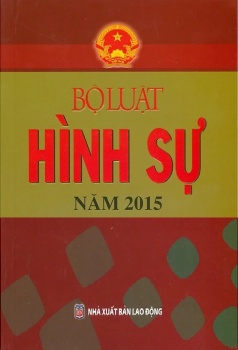 BỘ LUẬT
HÌNH SỰ
NĂM 2015
NHÀ XUẤT BẢN LAO ĐỘNG